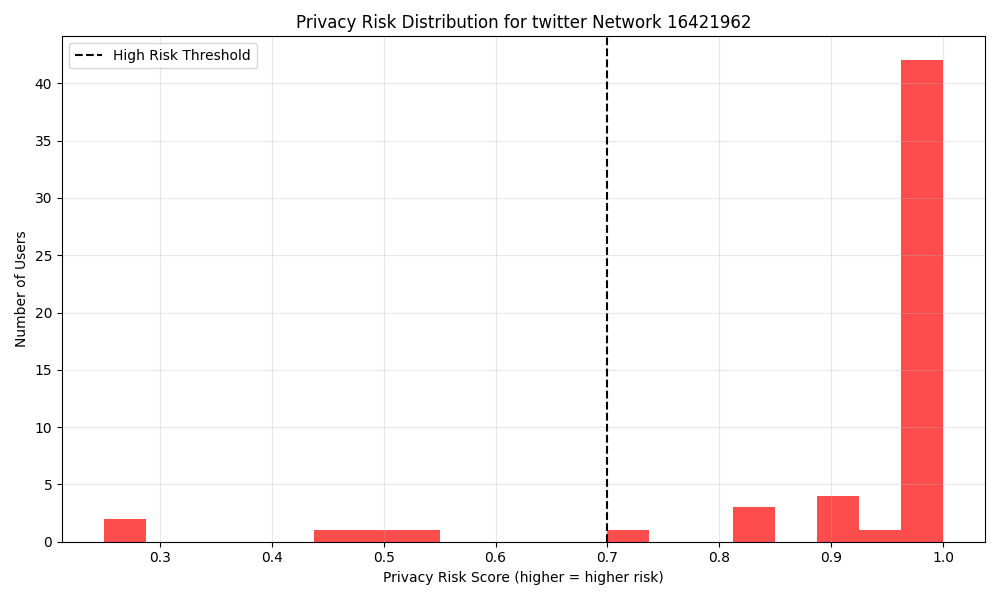 Privacy Risk Distribution for twitter Network 16421962
High Risk Threshold
Number of Users
40
35
30
25
20
15
10
5
0
0.3 0.4 0.5 0.6 0.7 0.8 0.9 1.0
Privacy Risk Score (higher = higher risk)